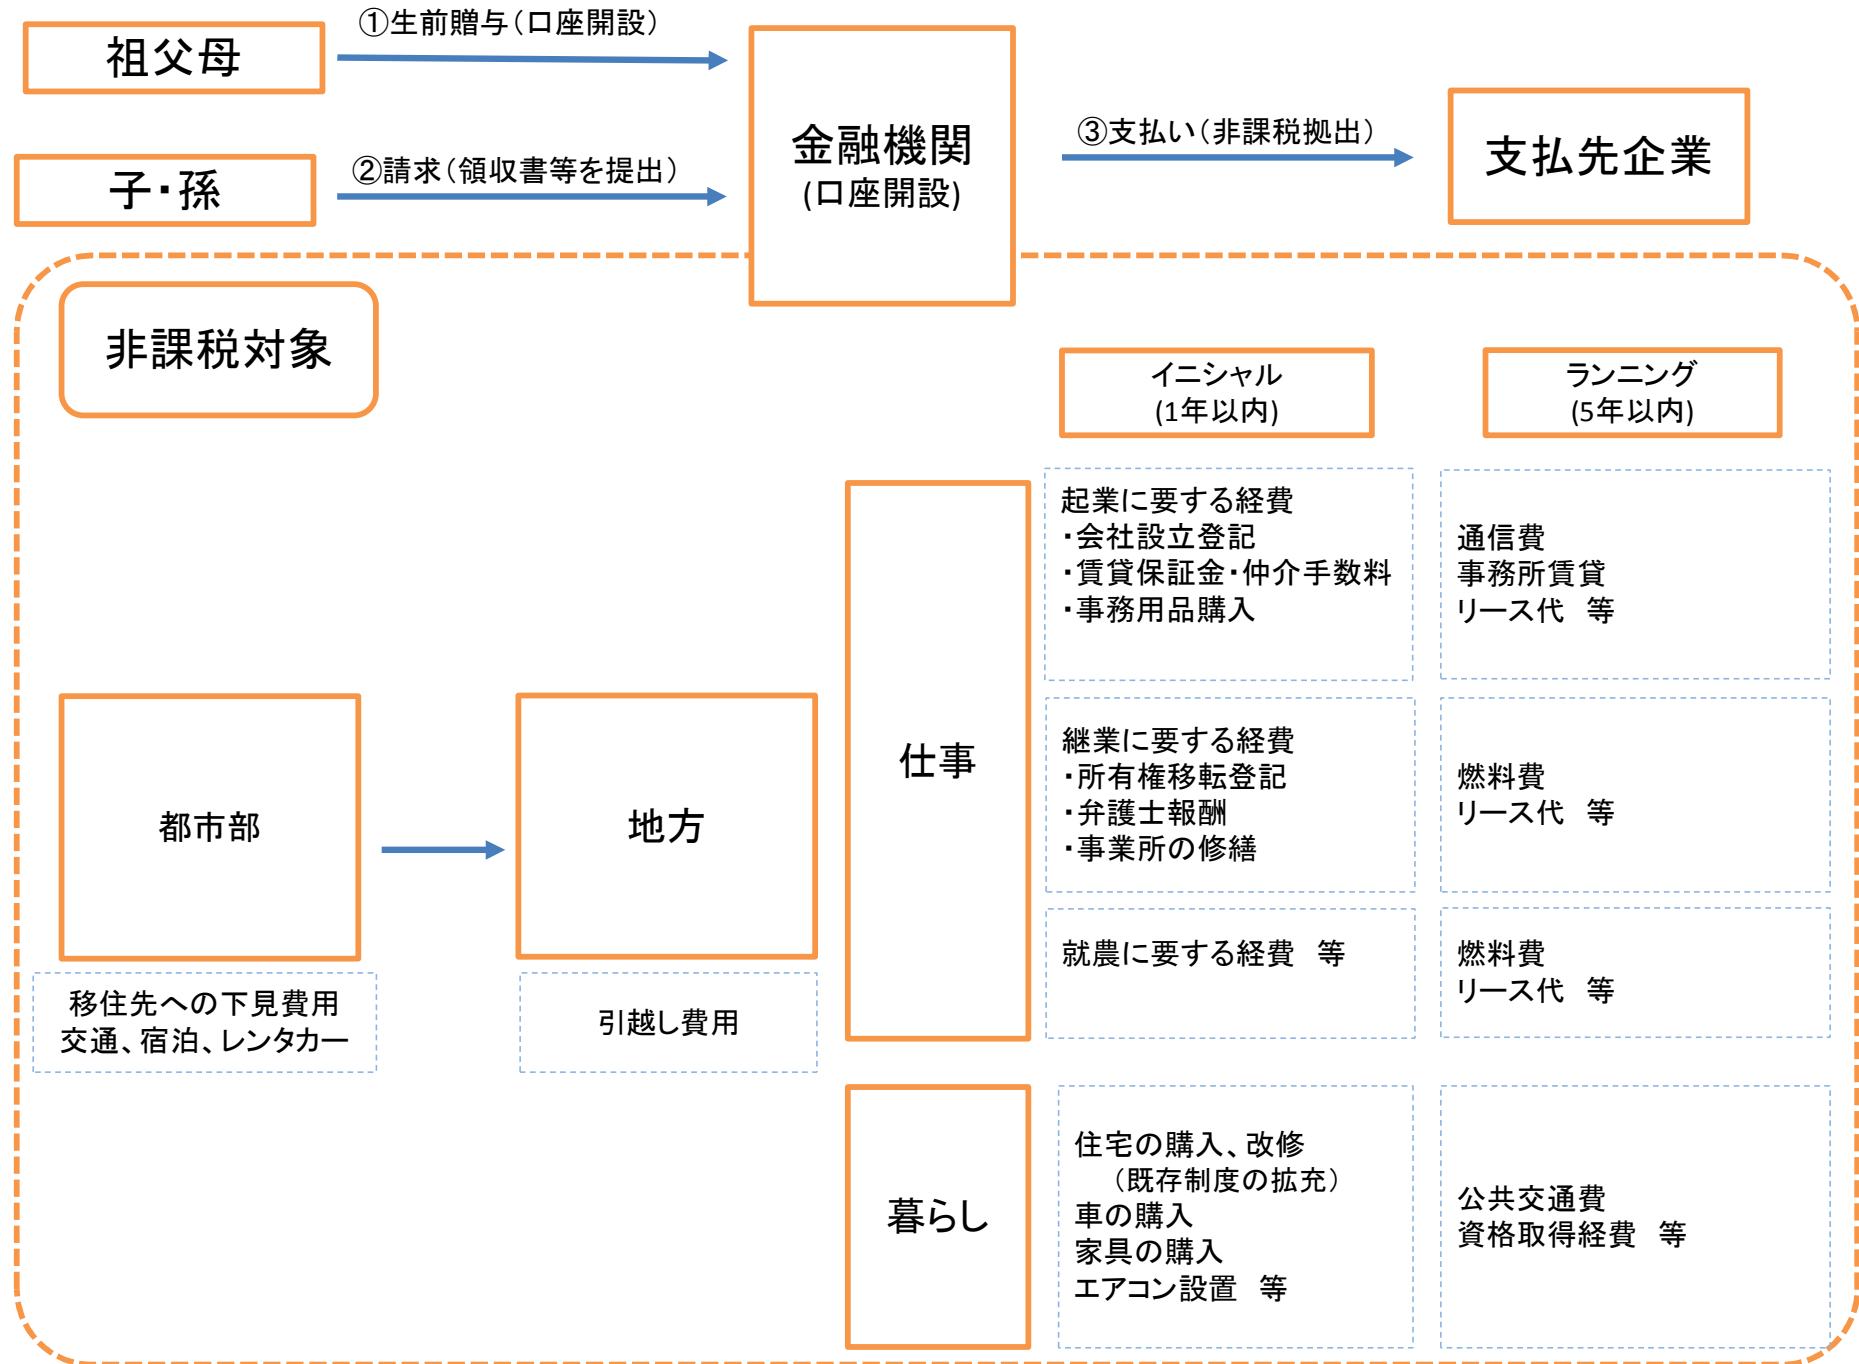 ①生前贈与（口座開設）
祖父母
子・孫
②請求（領収書等を提出）
金融機関
(口座開設)
③支払い（非課税拠出）
支払先企業
非課税対象
イニシャル
(1年以内)
ランニング
(5年以内)
都市部
移住先への下見費用
交通、宿泊、レンタカー
地方
引越し費用
仕事
起業に要する経費
・会社設立登記
・賃貸保証金・仲介手数料
・事務用品購入
通信費
事務所賃貸
リース代　等
継業に要する経費
・所有権移転登記
・弁護士報酬
・事業所の修繕
燃料費
リース代　等
就農に要する経費　等
燃料費
リース代　等
暮らし
住宅の購入、改修
（既存制度の拡充）
車の購入
家具の購入
エアコン設置　等
公共交通費
資格取得経費　等